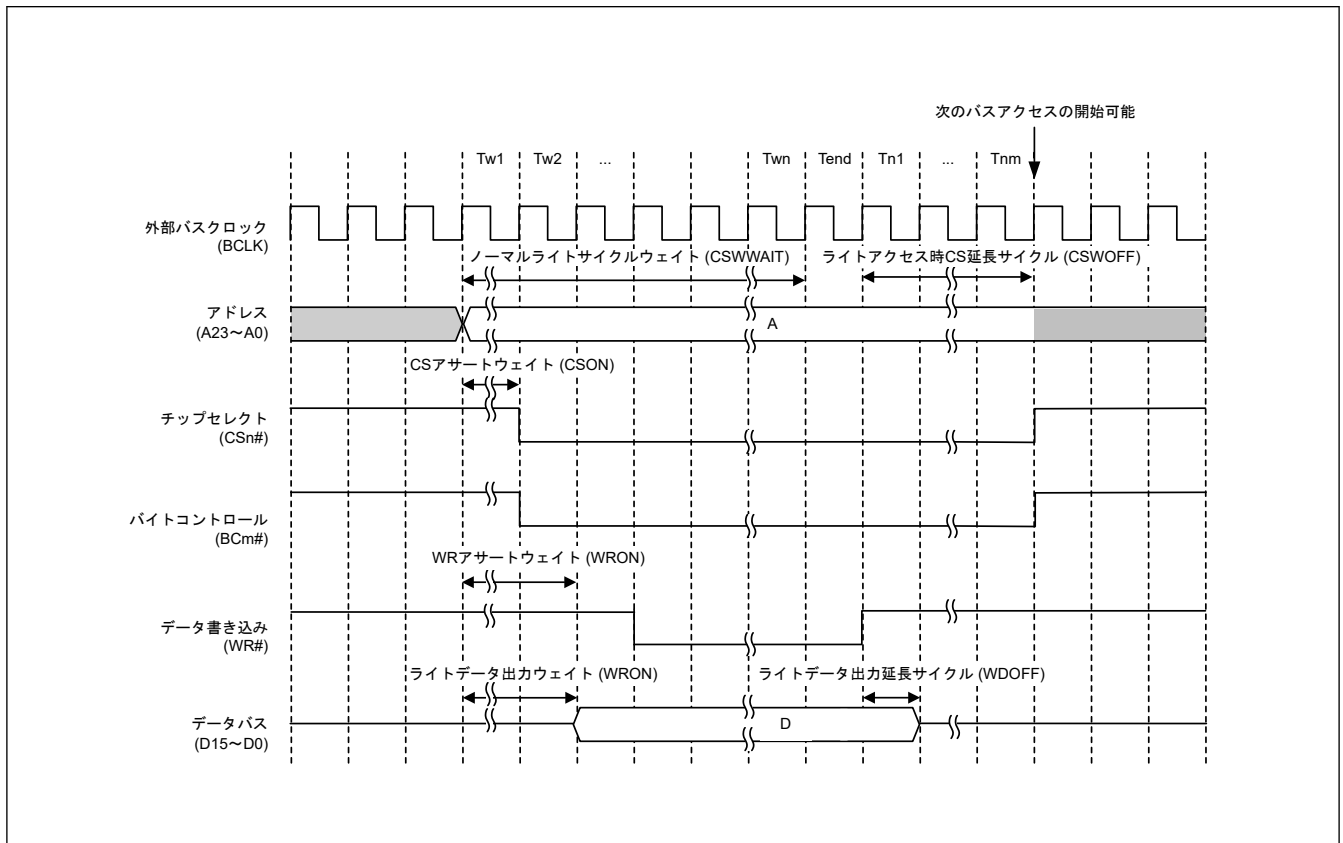 次のバスアクセスの開始可能
Tw1 Tw2 ... Twn Tend Tn1 ... Tnm
外部バスクロック
(BCLK)
ノーマルライトサイクルウェイト (CSWWAIT)
ライトアクセス時CS延長サイクル (CSWOFF)
アドレス
(A23～A0)
A
CSアサートウェイト (CSON)
チップセレクト
(CSn#)
バイトコントロール
(BCm#)
WRアサートウェイト (WRON)
データ書き込み
(WR#)
ライトデータ出力ウェイト (WRON)
ライトデータ出力延長サイクル (WDOFF)
データバス
(D15～D0)
D